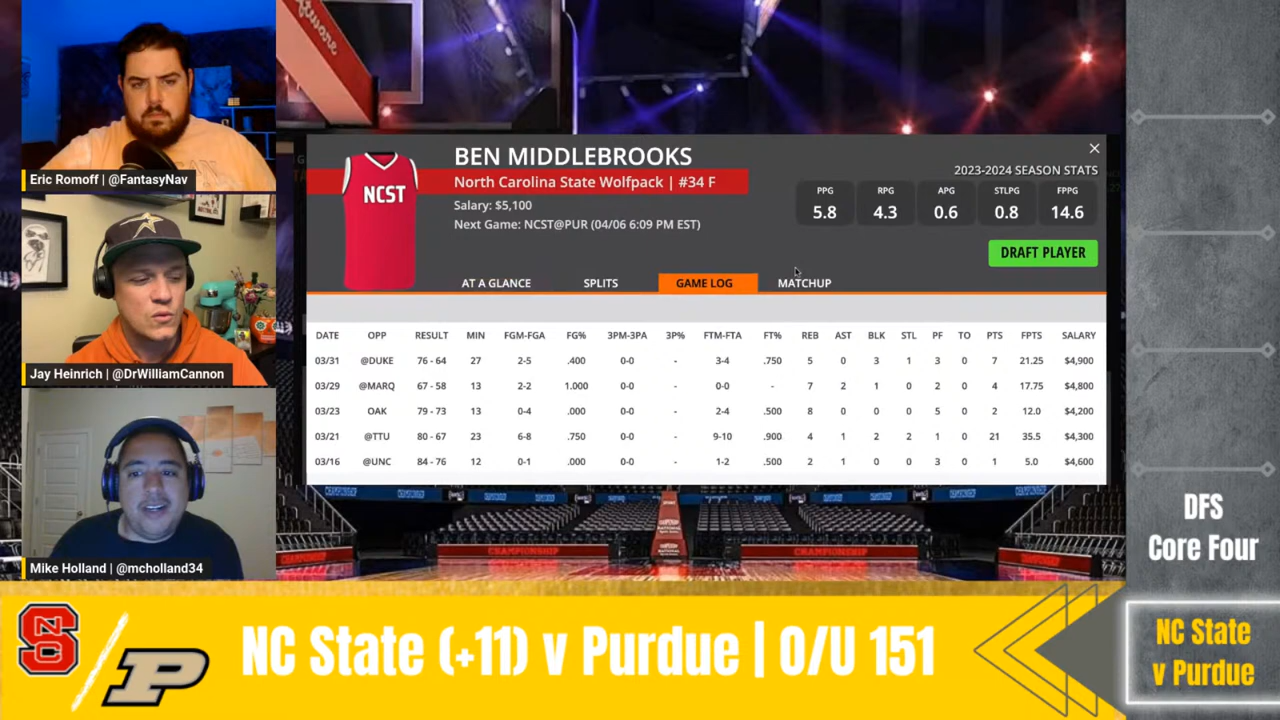 Eric Romoff | @FantasyNav
Jay Heinrich | @DrWilliamCannon
Mike Holland | @mcholland34
BEN MIDDLEBROOKS
North Carolina State Wolfpack | #34 F
Salary: $5,100
Next Game: NCST@PUR (04/06 6:09 PM EST)
NCST
2023-2024 SEASON STATS
PPG RPG APG STLPG FPPG
5.8 4.3 0.6 0.8 14.6
DRAFT PLAYER
AT A GLANCE SPLITS GAME LOG MATCHUP
DATE OPP RESULT MIN FGM-FGA FG% 3PM-3PA 3P% FTM-FTA FT% REB AST BLK STL PF TO PTS FPTS SALARY
03/31 @DUKE 76 - 64 27 2-5 .400 0-0 - 3-4 .750 5 0 3 1 3 0 7 21.25 $4,900
03/29 @MARQ 67 - 58 13 2-2 1.000 0-0 - 0-0 - 7 2 1 0 2 0 4 17.75 $4,800
03/23 OAK 79 - 73 13 0-4 .000 0-0 - 2-4 .500 8 0 0 0 5 0 2 12.0 $4,200
03/21 @TTU 80 - 67 23 6-8 .750 0-0 - 9-10 .900 4 1 2 2 1 0 21 35.5 $4,300
03/16 @UNC 84 - 76 12 0-1 .000 0-0 - 1-2 .500 2 1 0 0 3 0 1 5.0 $4,600
CHAMPIONSHIP
CHAMPIONSHIP
DFS
Core Four
NC State
v Purdue
NC State (+11) v Purdue | O/U 151